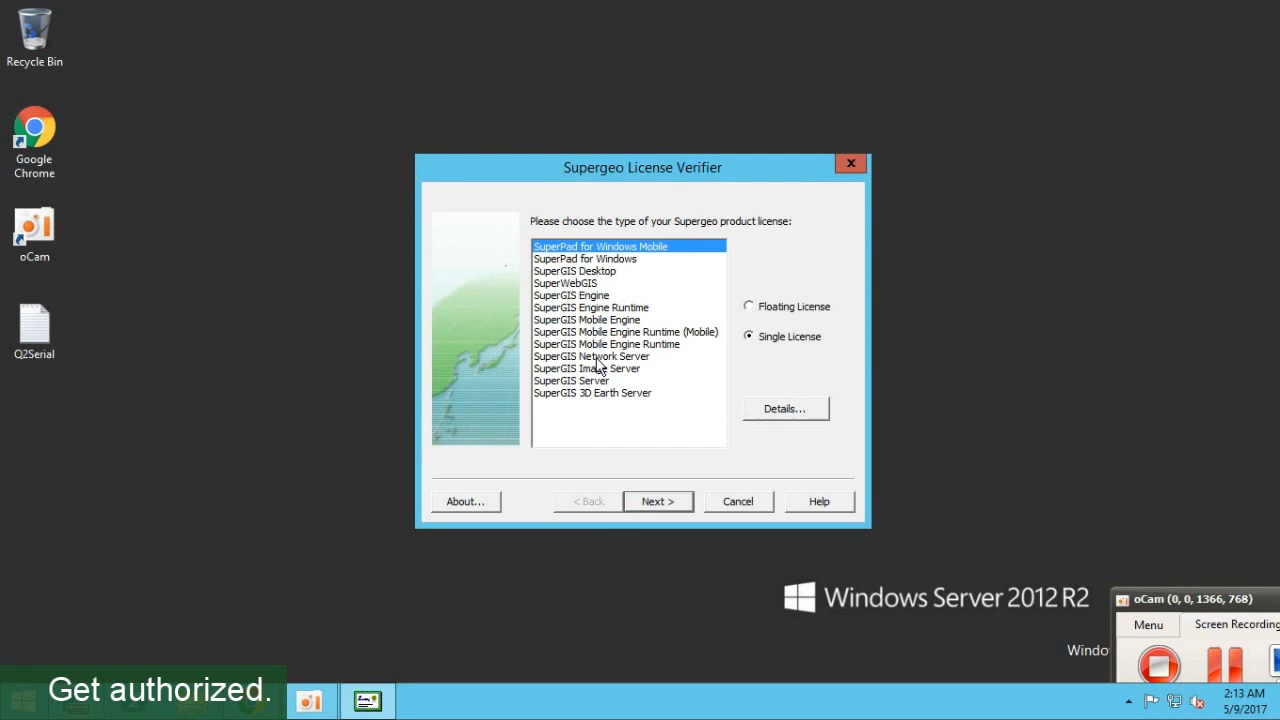 Recycle Bin
Google
Chrome
oCam
Q2Serial
Supergeo License Verifier
x
Please choose the type of your Supergeo product license:
SuperPad for Windows Mobile
SuperPad for Windows
SuperGIS Desktop
SuperWebGIS
SuperGIS Engine
SuperGIS Engine Runtime
SuperGIS Mobile Engine
SuperGIS Mobile Engine Runtime (Mobile)
SuperGIS Mobile Engine Runtime
SuperGIS Network Server
SuperGIS Image Server
SuperGIS Server
SuperGIS 3D Earth Server
Floating License
Single License
Details...
About...
< Back
Next >
Cancel
Help
Windows Server 2012 R2
oCam (0, 0, 1366, 768)
Menu
Screen Recording
Windo
Get authorized.
2:13 AM
5/9/2017